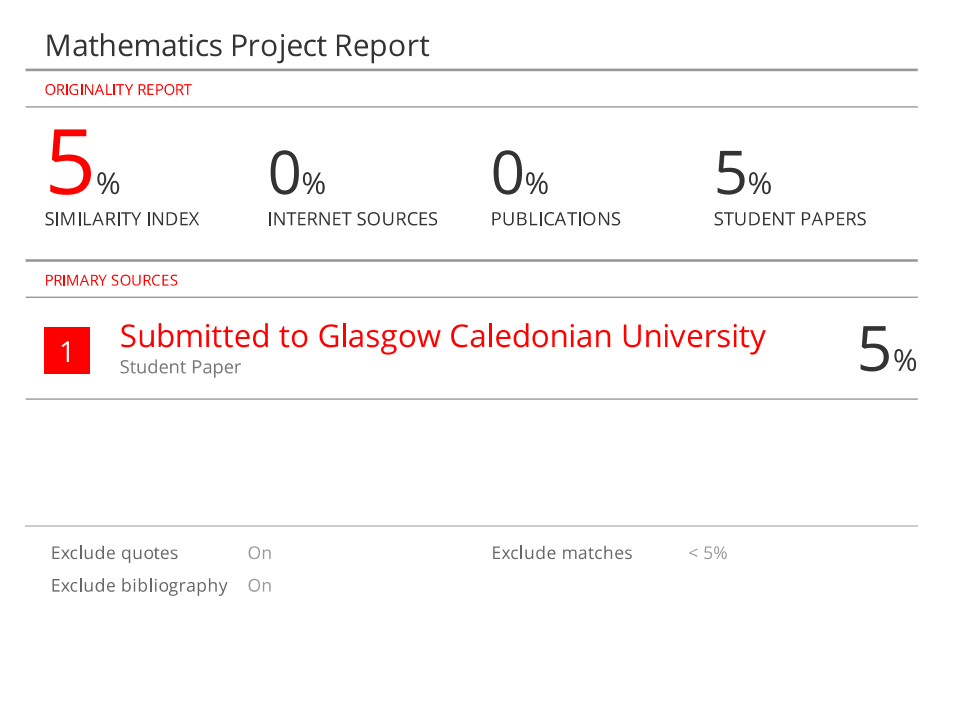 Mathematics Project Report
ORIGINALITY REPORT
5% 0% 0% 5%
SIMILARITY INDEX INTERNET SOURCES PUBLICATIONS STUDENT PAPERS
PRIMARY SOURCES
1 Submitted to Glasgow Caledonian University 5%
Student Paper
Exclude quotes On Exclude matches < 5%
Exclude bibliography On